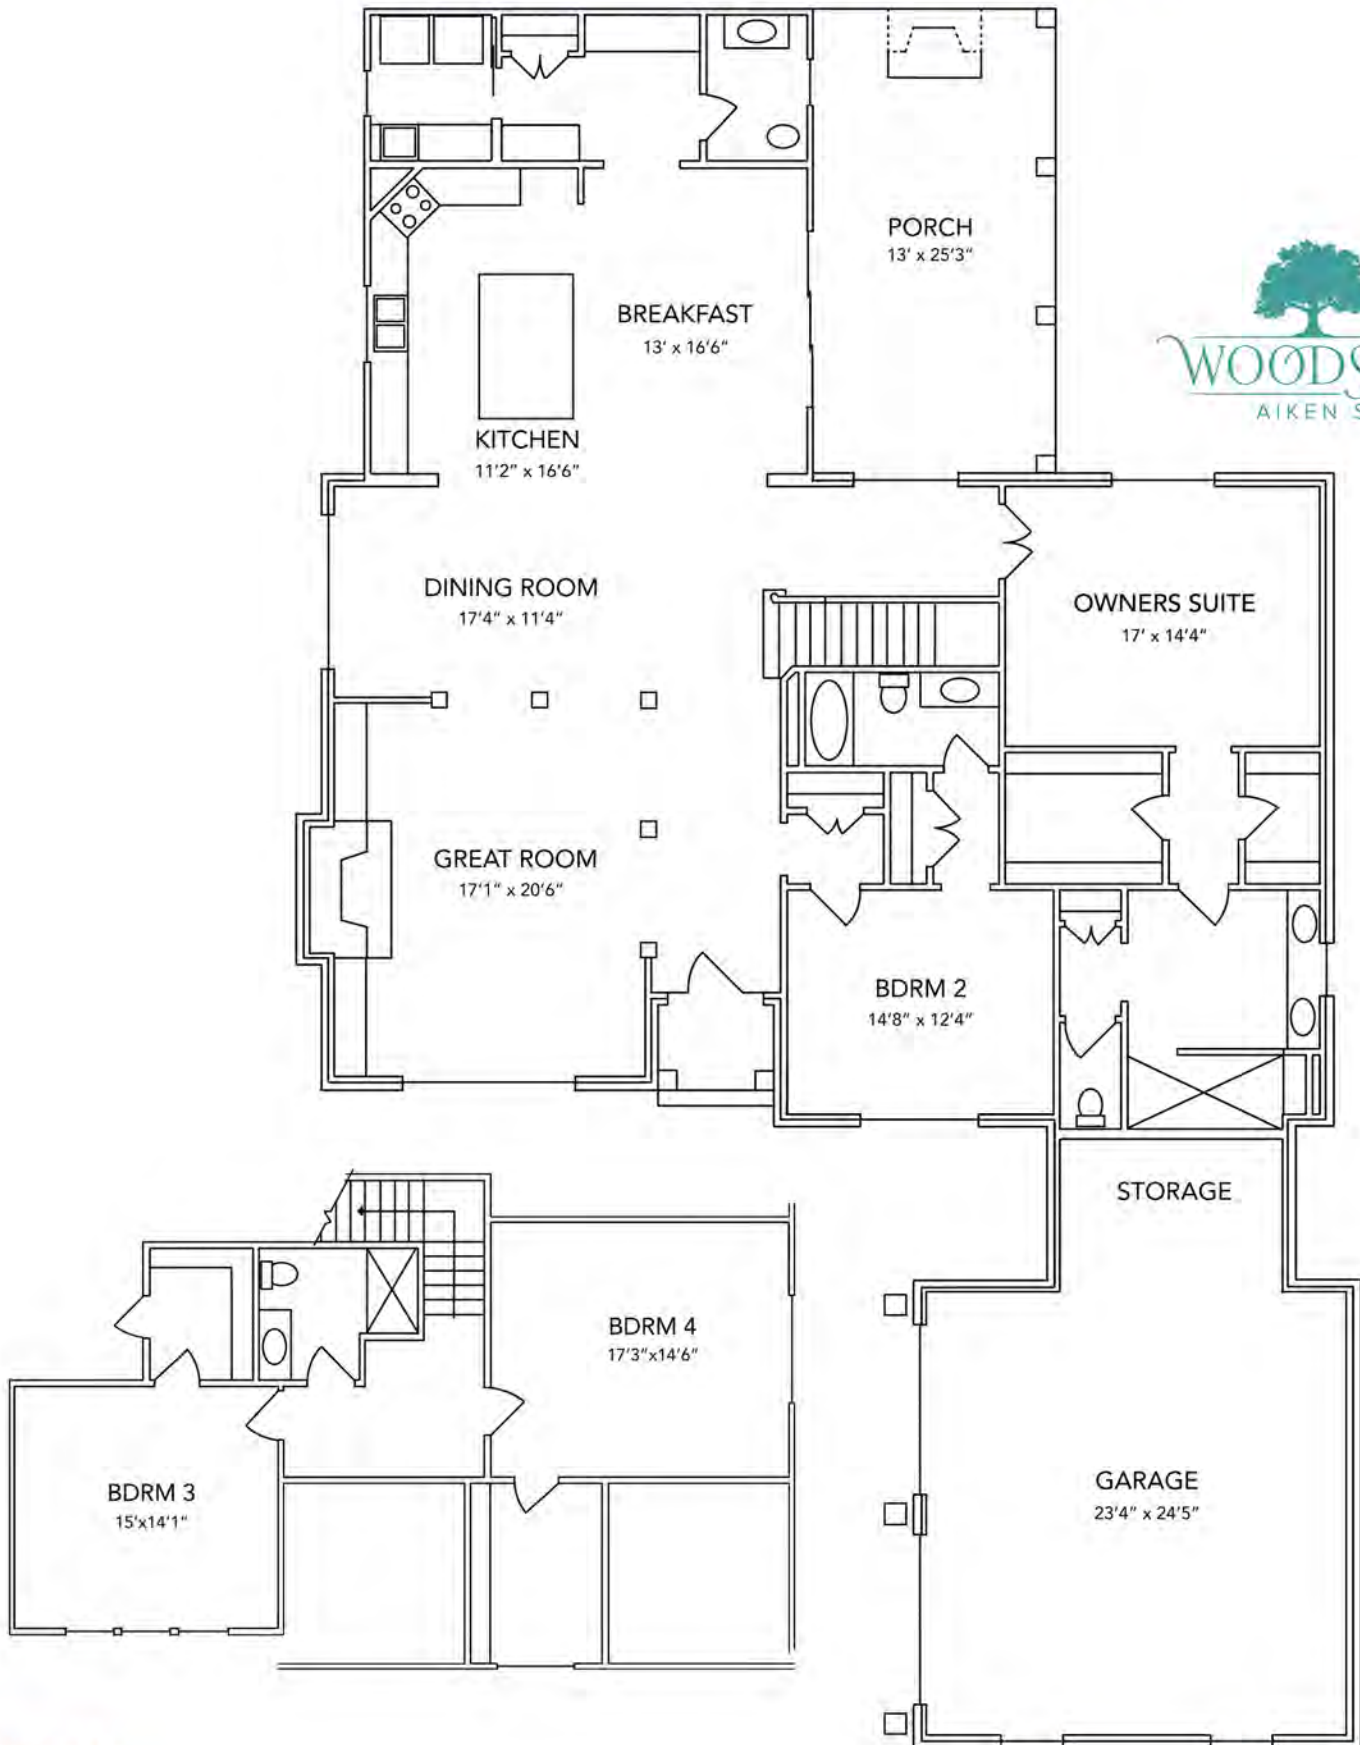 PORCH
13' x 25'3"
BREAKFAST
13' x 16'6"
AIKEN
KITCHEN
11'2" x 16'6"
DINING ROOM
17'4" x 11'4"
OWNERS SUITE
17' x 14'4"
GREAT ROOM
17'1" x 20'6"
BDRM 2
14'8" x 12'4"
STORAGE
BDRM 4
17'3"x14'6"
BDRM 3
15'x14'1"
GARAGE
23'4" x 24'5"